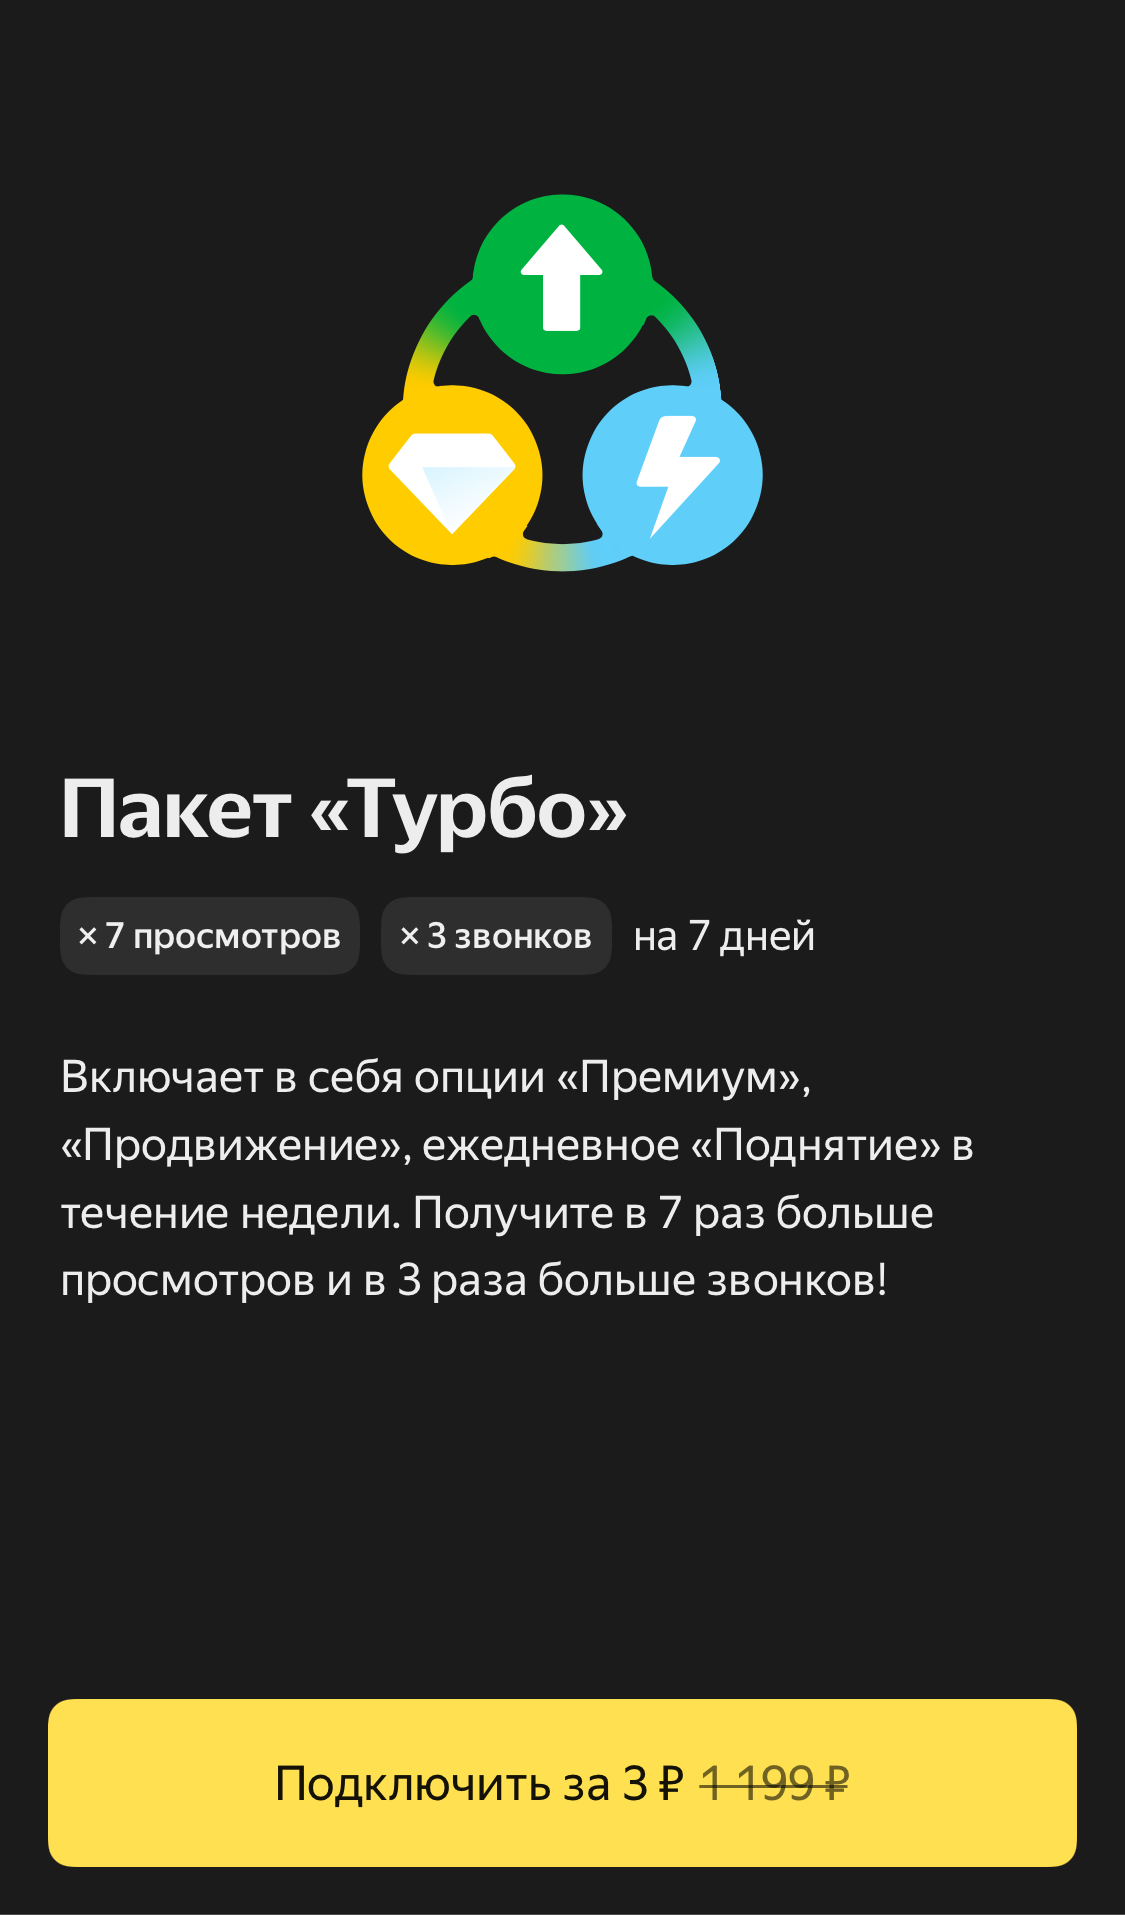 Пакет «Турбо»
× 7 просмотров × 3 звонков на 7 дней
Включает в себя опции «Премиум»,
«Продвижение», ежедневное «Поднятие» в
течение недели. Получите в 7 раз больше
просмотров и в 3 раза больше звонков!
Подключить за 3 ₽ 1 199 ₽